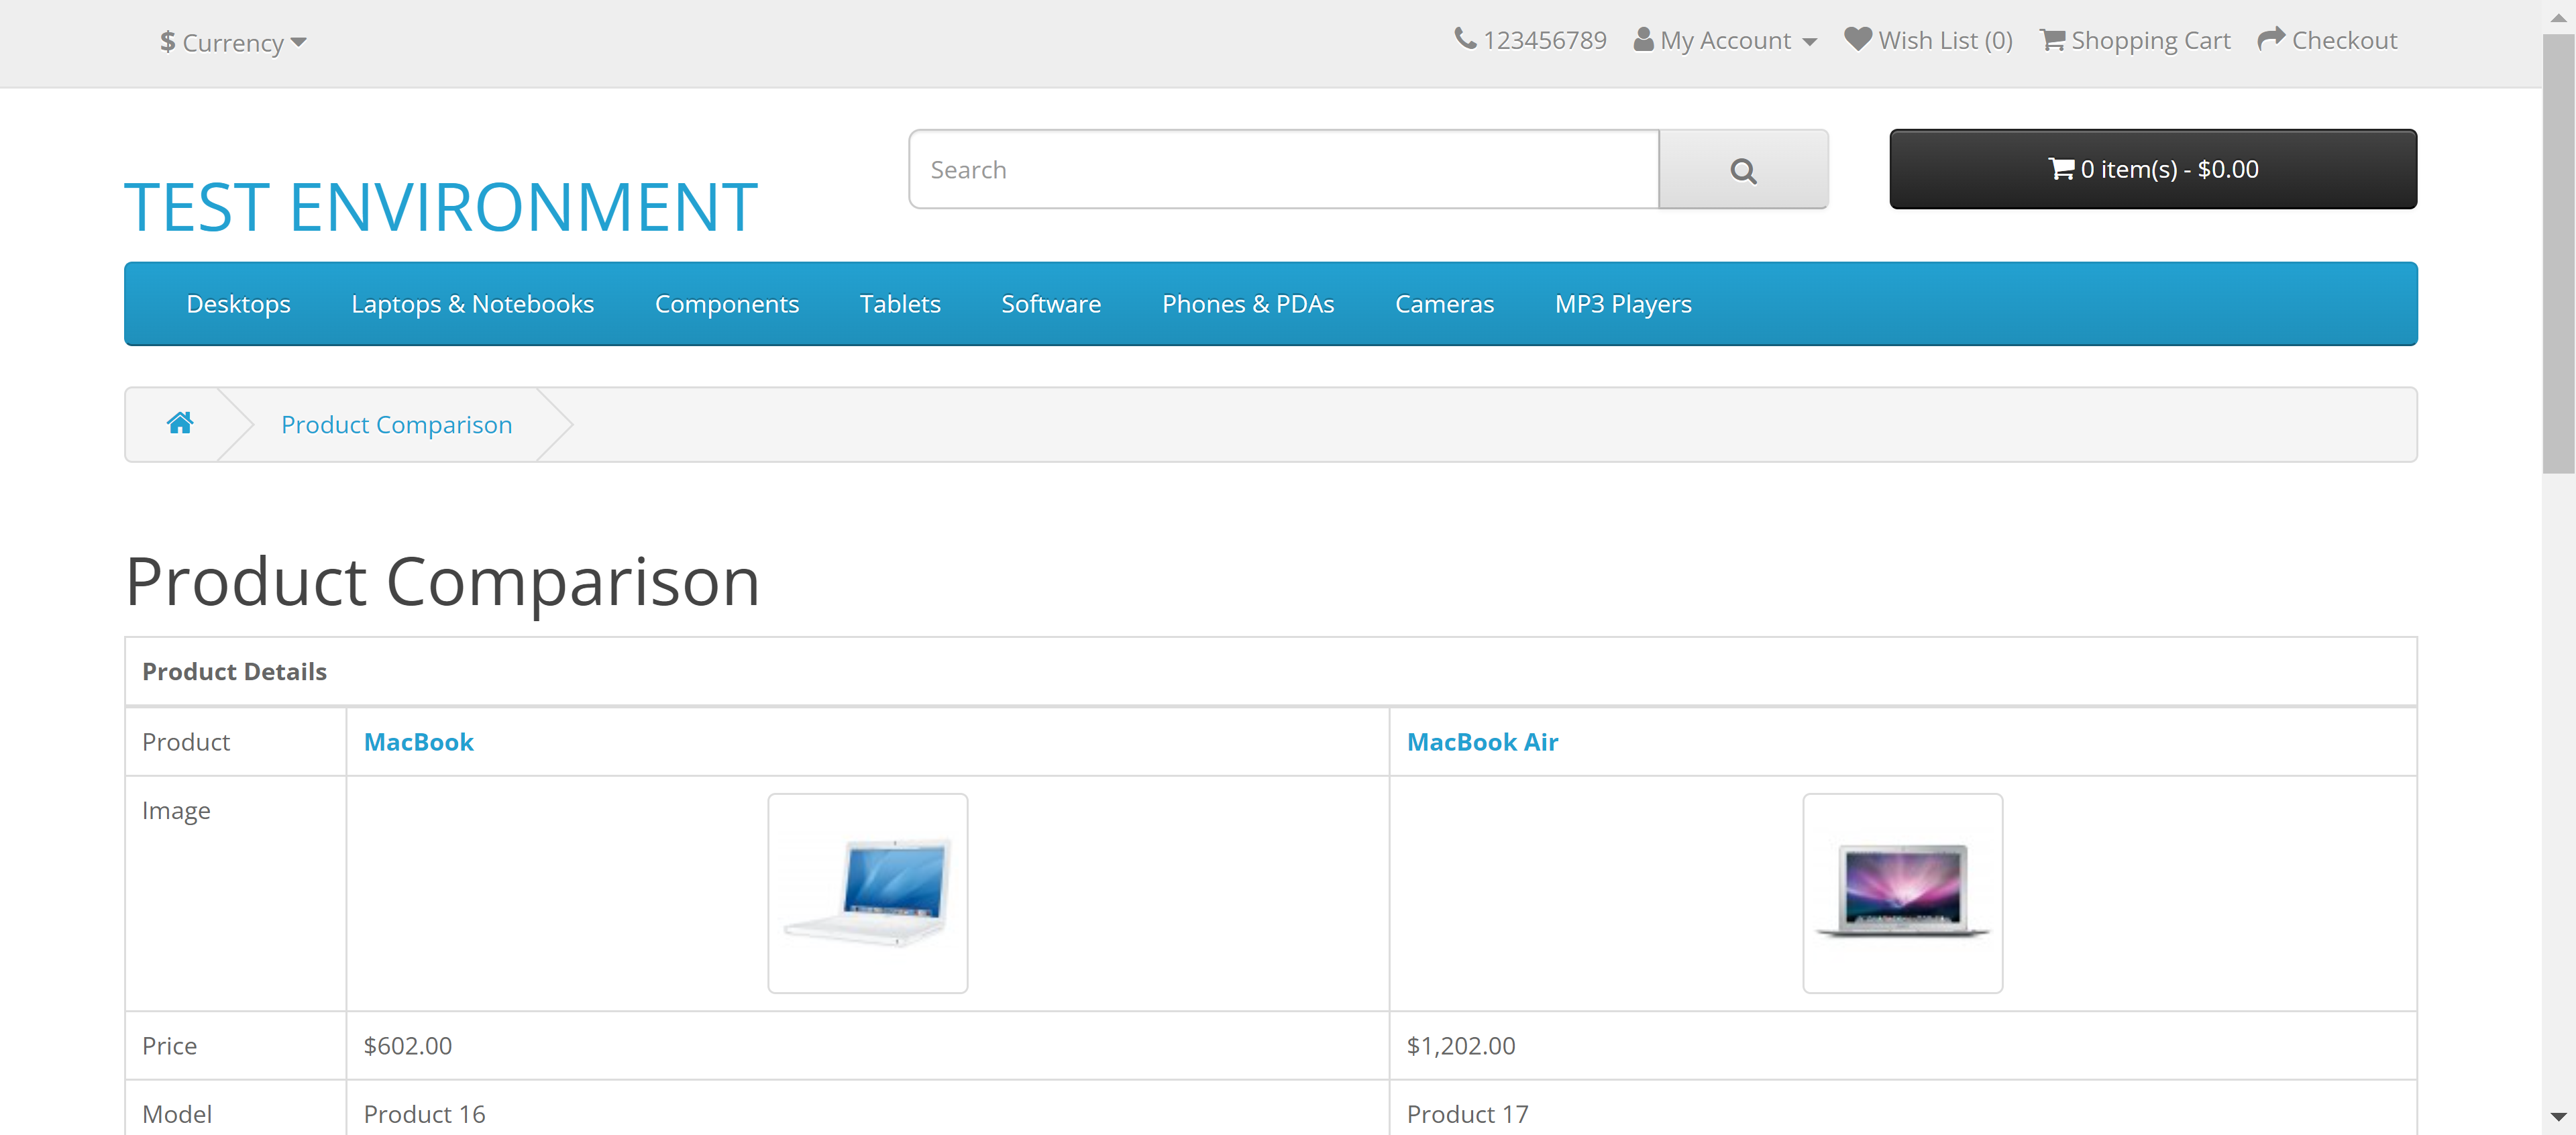 $ Currency
123456789 My Account Wish List (0) Shopping Cart Checkout
TEST ENVIRONMENT
Search
0 item(s) - $0.00
Desktops Laptops & Notebooks Components Tablets Software Phones & PDAs Cameras MP3 Players
Product Comparison
Product Comparison
Product Details
Product MacBook MacBook Air
Image
Price $602.00 $1,202.00
Model Product 16 Product 17